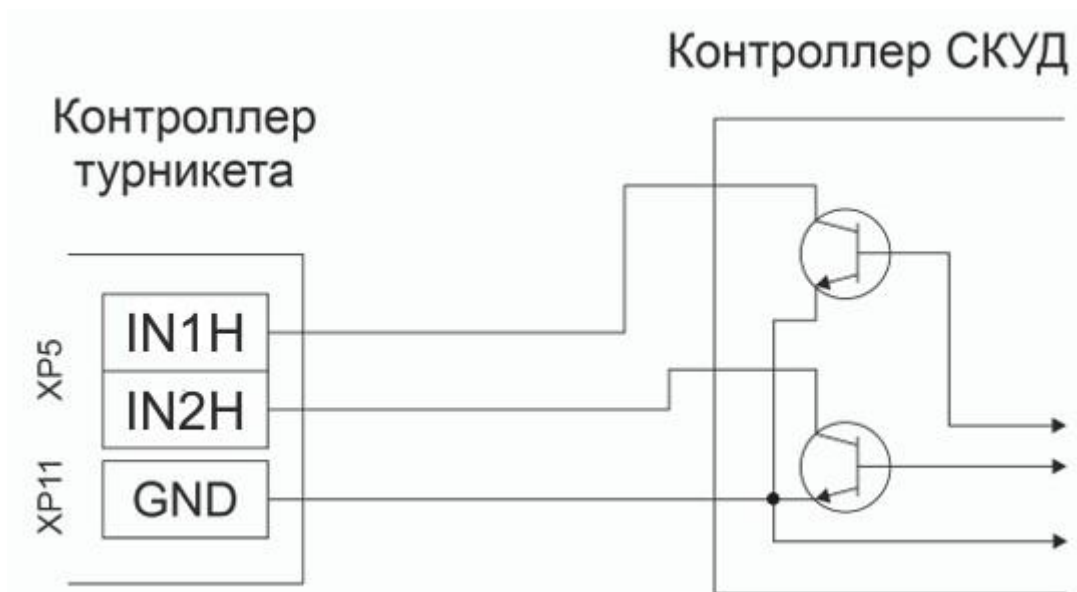 Контроллер СКУД
Контроллер
турникета
XP5
IN1H
IN2H
XP11
GND